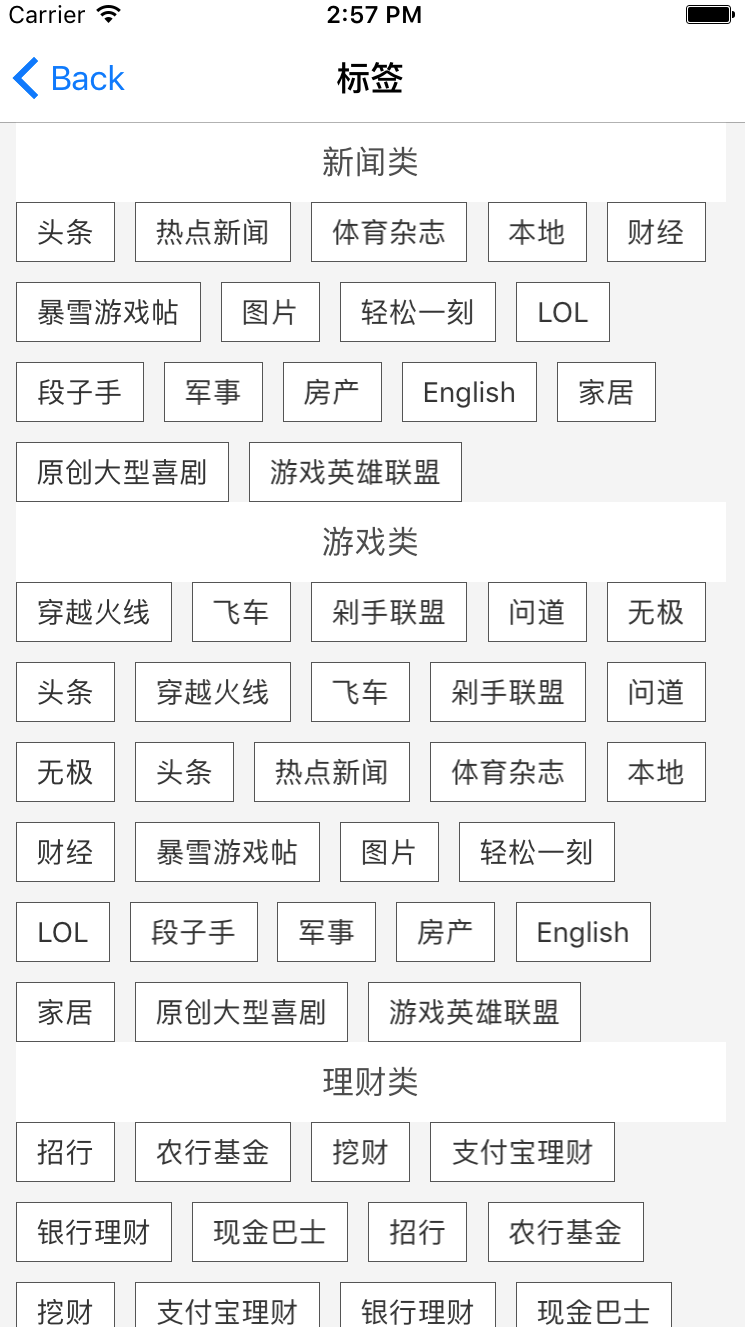 Carrier 2:57 PM
Back 标签
新闻类
头条 热点新闻 体育杂志 本地 财经
暴雪游戏帖 图片 轻松一刻 LOL
段子手 军事 房产 English 家居
原创大型喜剧 游戏英雄联盟
游戏类
穿越火线 飞车 剁手联盟 问道 无极
头条 穿越火线 飞车 剁手联盟 问道
无极 头条 热点新闻 体育杂志 本地
财经 暴雪游戏帖 图片 轻松一刻
LOL 段子手 军事 房产 English
家居 原创大型喜剧 游戏英雄联盟
理财类
招行 农行基金 挖财 支付宝理财
银行理财 现金巴士 招行 农行基金
挖财 支付宝理财 银行理财 现金巴士